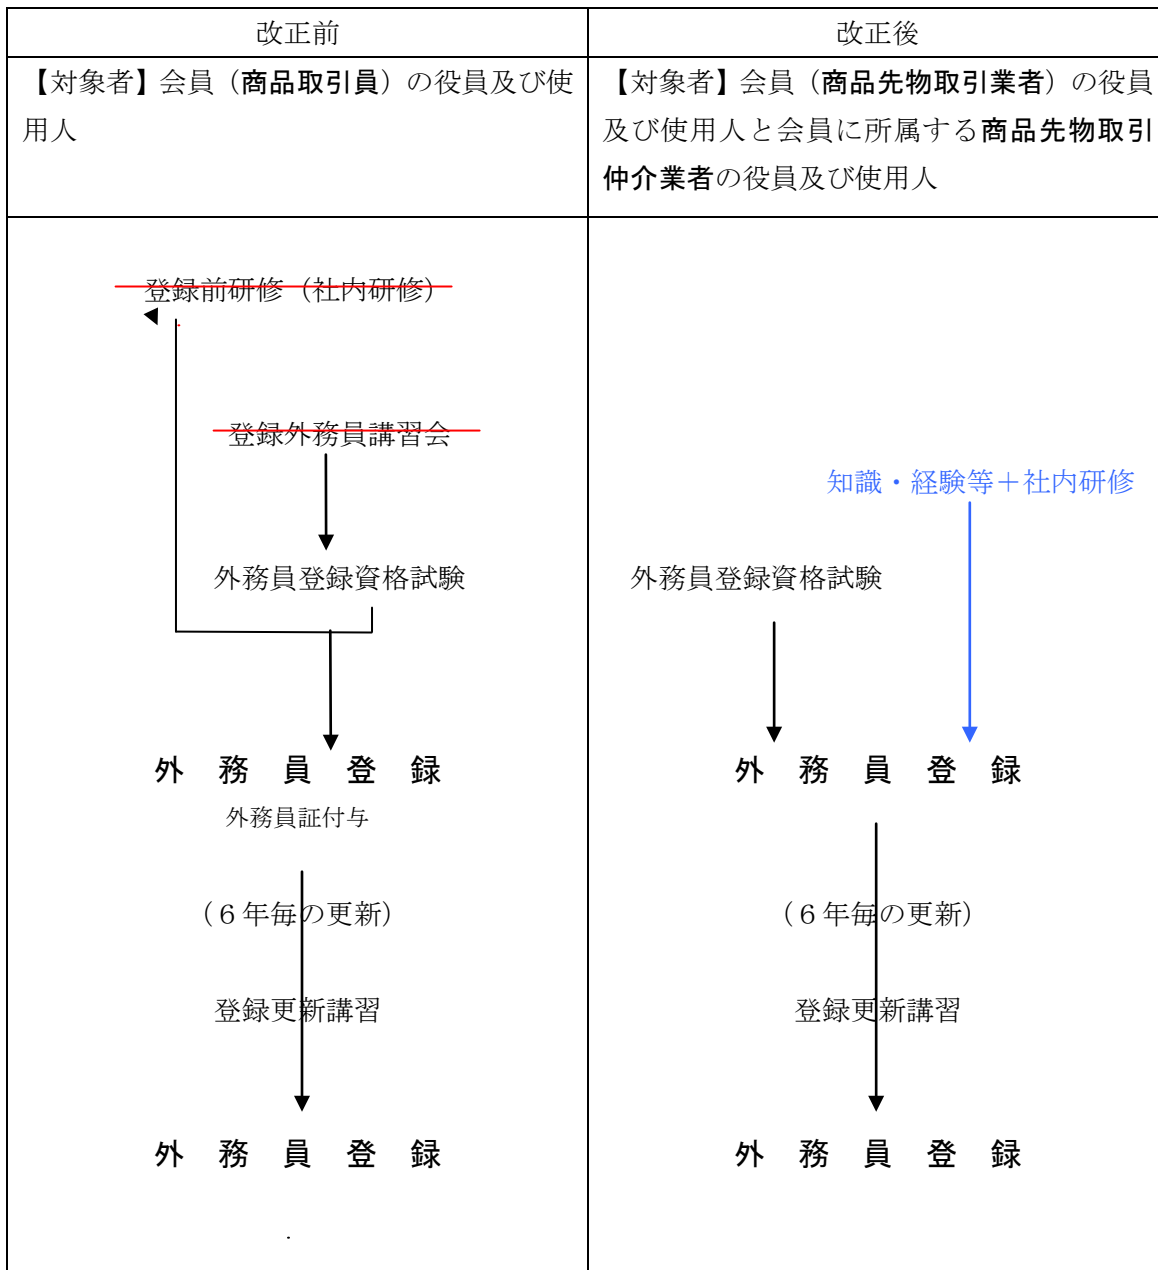 改正前
【対象者】会員（商品取引員）の役員及び使
用人
登録前研修（社内研修）
登録外務員講習会
外務員登録資格試験
外　務　員　登　録
外務員証付与
（６年毎の更新）
登録更新講習
外　務　員　登　録
改正後
【対象者】会員（商品先物取引業者）の役員
及び使用人と会員に所属する商品先物取引
仲介業者の役員及び使用人
知識・経験等＋社内研修
外務員登録資格試験
外　務　員　登　録
（６年毎の更新）
登録更新講習
外　務　員　登　録